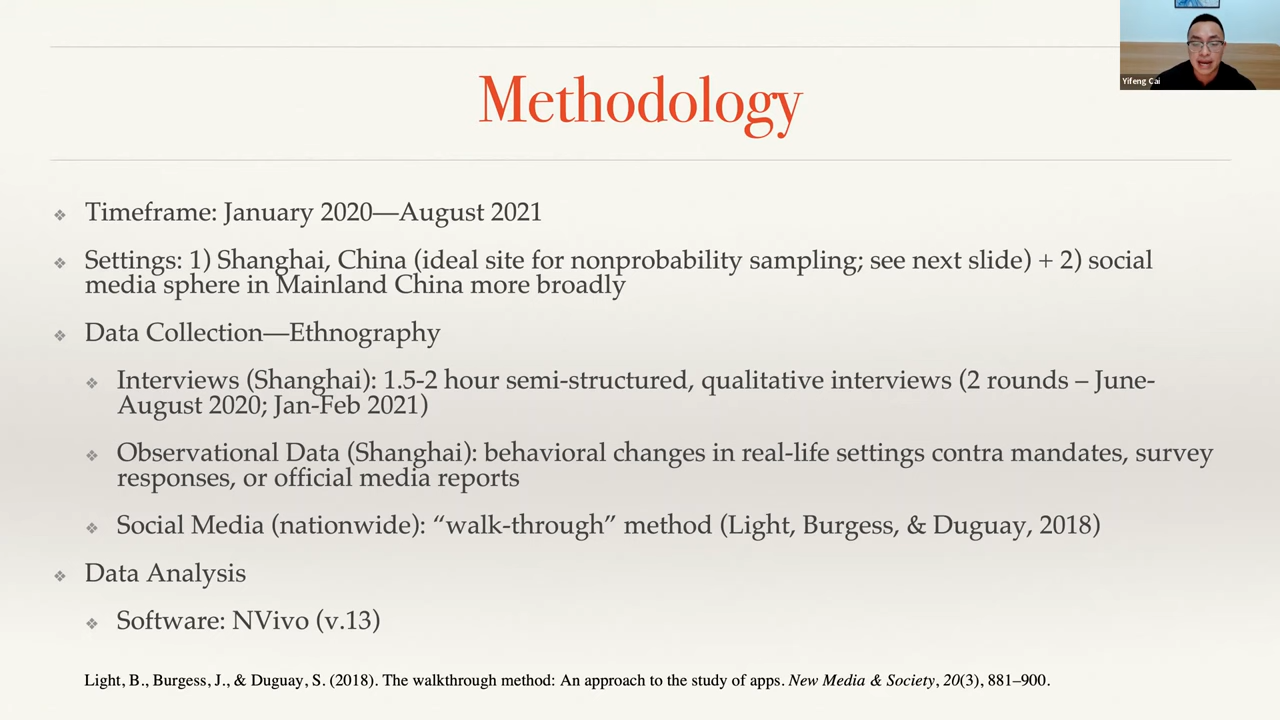 Methodology
Yifeng Cai
Timeframe: January 2020—August 2021
Settings: 1) Shanghai, China (ideal site for nonprobability sampling; see next slide) + 2) social
media sphere in Mainland China more broadly
Data Collection—Ethnography
Interviews (Shanghai): 1.5-2 hour semi-structured, qualitative interviews (2 rounds – June-
August 2020; Jan-Feb 2021)
Observational Data (Shanghai): behavioral changes in real-life settings contra mandates, survey
responses, or official media reports
Social Media (nationwide): “walk-through” method (Light, Burgess, & Duguay, 2018)
Data Analysis
Software: NVivo (v.13)
Light, B., Burgess, J., & Duguay, S. (2018). The walkthrough method: An approach to the study of apps. New Media & Society, 20(3), 881–900.